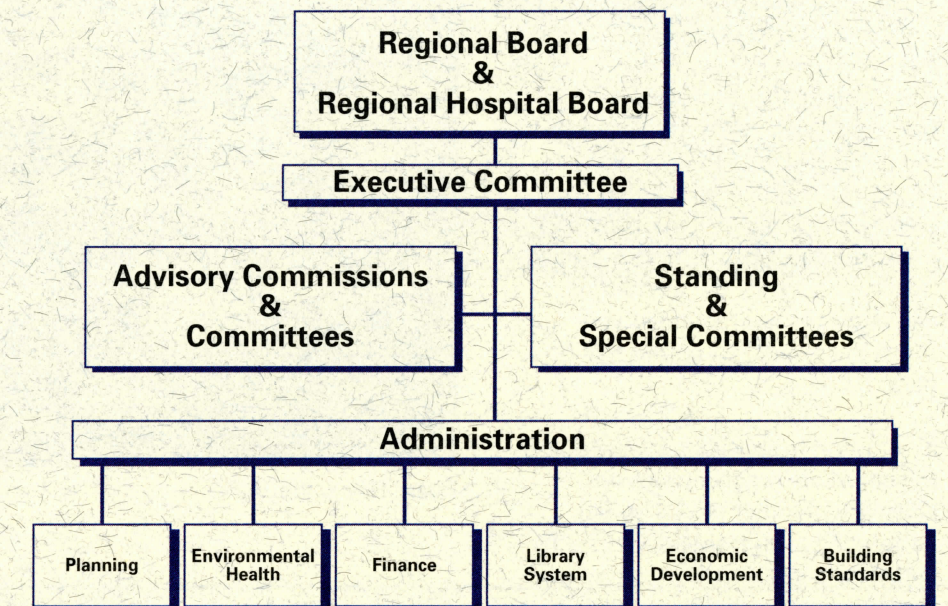 Regional Board
&
Regional Hospital Board
Executive Committee
Advisory Commissions
&
Committees
Standing
&
Special Committees
Administration
Planning
Environmental
Health
Finance
Library
System
Economic
Development
Building
Standards